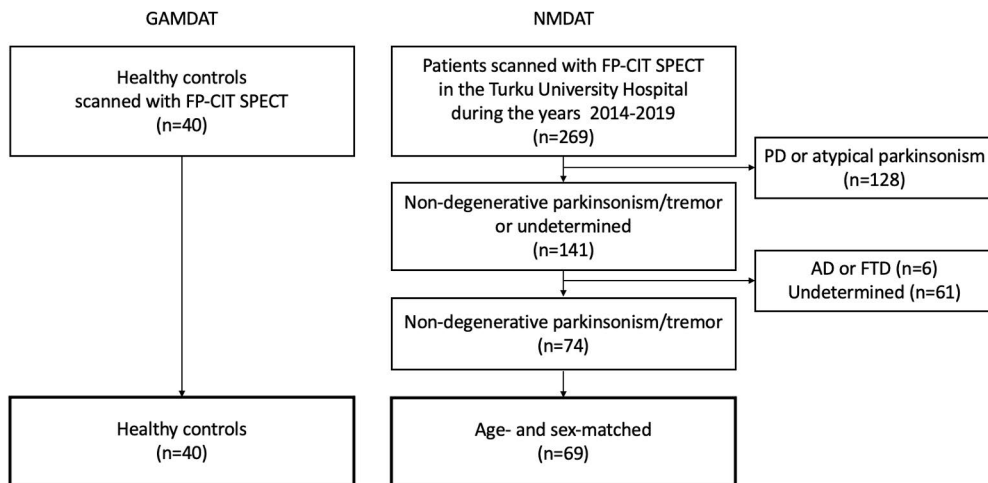 GAMDAT
NMDAT
Healthy controls
scanned with FP-CIT SPECT
(n=40)
Patients scanned with FP-CIT SPECT
in the Turku University Hospital
during the years 2014-2019
(n=269)
PD or atypical parkinsonism
(n=128)
Non-degenerative parkinsonism/tremor
or undetermined
(n=141)
AD or FTD (n=6)
Undetermined (n=61)
Non-degenerative parkinsonism/tremor
(n=74)
Healthy controls
(n=40)
Age- and sex-matched
(n=69)